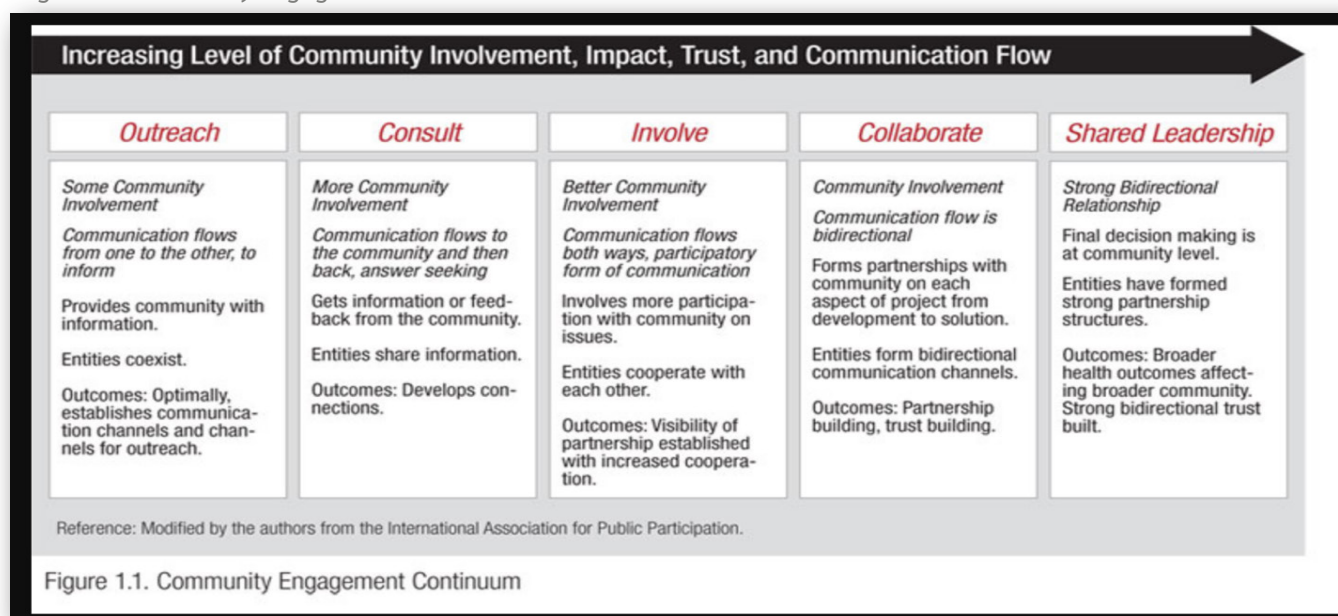 Increasing Level of Community Involvement, Impact, Trust, and Communication Flow
Outreach
Some Community
Involvement
Communication flows
from one to the other, to
inform
Provides community with
information.
Entities coexist.
Outcomes: Optimally,
establishes communica-
tion channels and chan-
nels for outreach.
Consult
More Community
Involvement
Communication flows to
the community and then
back, answer seeking
Gets information or feed-
back from the community.
Entities share information.
Outcomes: Develops con-
nections.
Involve
Better Community
Involvement
Communication flows
both ways, participatory
form of communication
Involves more participa-
tion with community on
issues.
Entities cooperate with
each other.
Outcomes: Visibility of
partnership established
with increased coopera-
tion.
Collaborate
Community Involvement
Communication flow is
bidirectional
Forms partnerships with
community on each
aspect of project from
development to solution.
Entities form bidirectional
communication channels.
Outcomes: Partnership
building, trust building.
Shared Leadership
Strong Bidirectional
Relationship
Final decision making is
at community level.
Entities have formed
strong partnership
structures.
Outcomes: Broader
health outcomes affect-
ing broader community.
Strong bidirectional trust
built.
Reference: Modified by the authors from the International Association for Public Participation.
Figure 1.1. Community Engagement Continuum